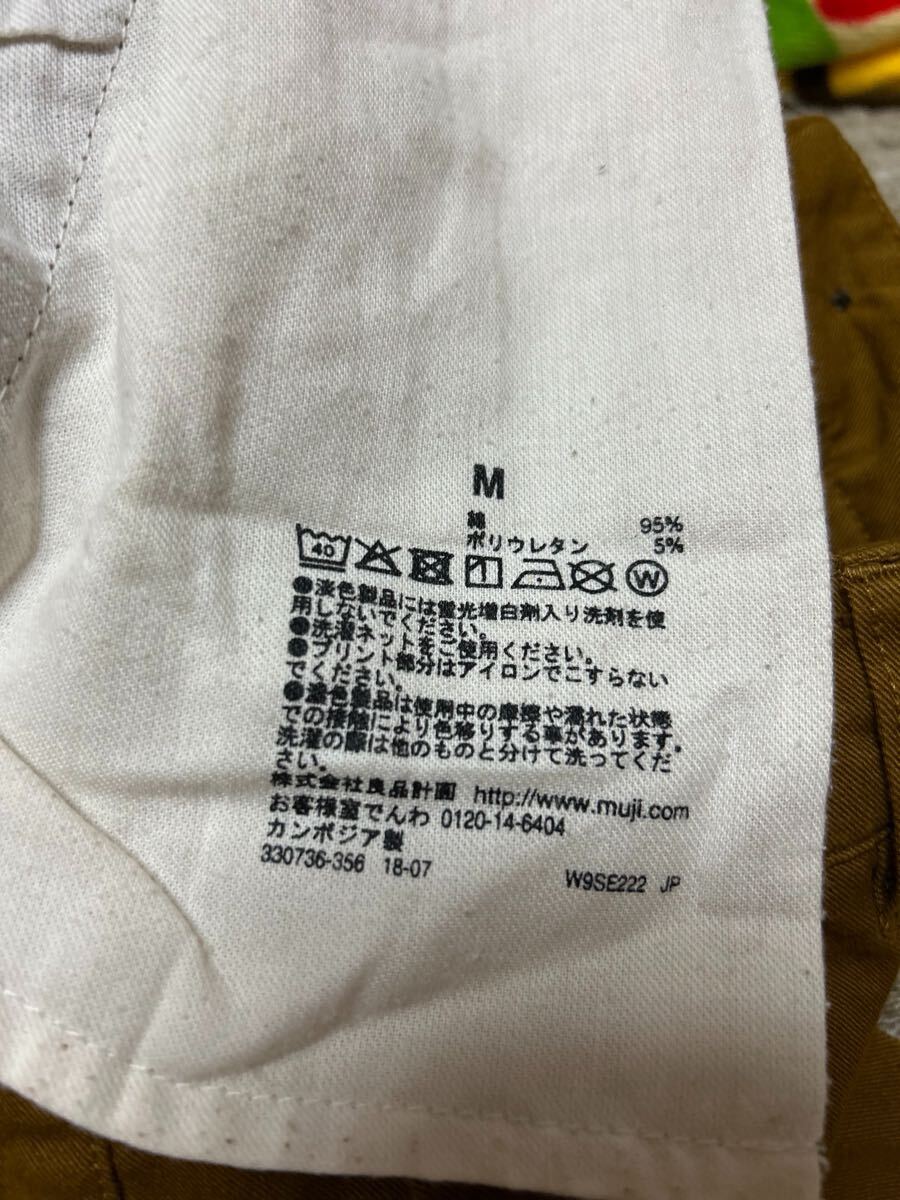 M
綿 95%
ポリウレタン 5%
40 W
●淡色製品には蛍光増白剤入り洗剤を使
用しないでください。
●洗濯ネットをご使用ください。
●プリント部分はアイロンでこすらない
でください。
●濃色製品は使用中の摩擦や濡れた状態
での接触により色移りする事があります。
洗濯の際は他のものと分けて洗ってくだ
さい。
株式会社良品計画 http://www.muji.com
お客様室でんわ 0120-14-6404
カンボジア製
330736-356 18-07 W9SE222 JP